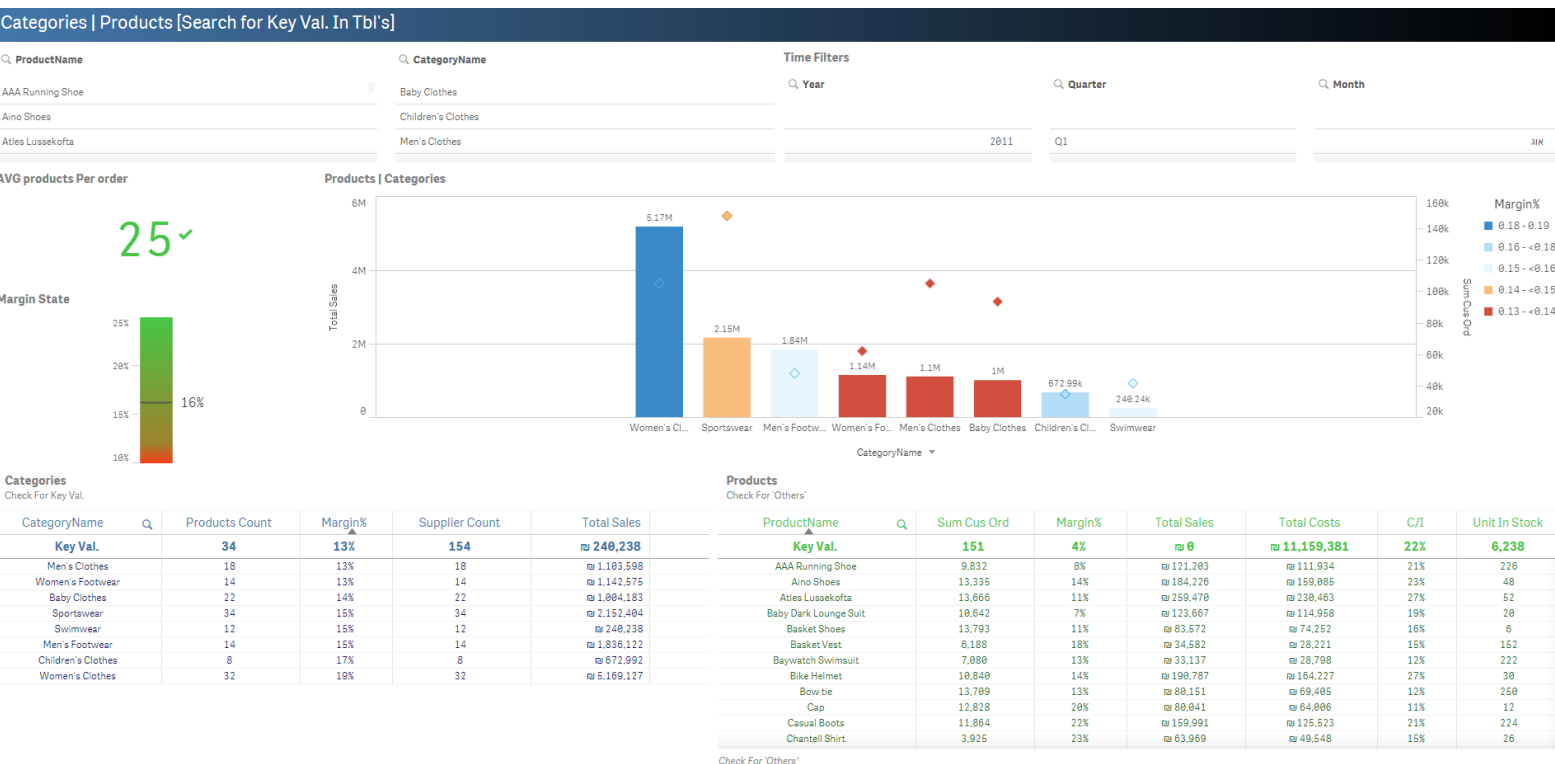 Categories | Products [Search for Key Val. In Tbl's]
ProductName
CategoryName
Time Filters
Year
Quarter
Month
AAA Running Shoe
Baby Clothes
Aino Shoes
Children's Clothes
Atles Lussekofta
Men's Clothes
2011
Q1
אוג
AVG products Per order
25
Margin State
25%
20%
15%
10%
16%
Products | Categories
6M
4M
2M
0
Total Sales
5.17M
2.15M
1.84M
1.14M
1.1M
1M
672.99k
240.24k
Women's Cl...
Sportswear
Men's Footw...
Women's Fo...
Men's Clothes
Baby Clothes
Children's Cl...
Swimwear
CategoryName
160k
140k
120k
100k
80k
60k
40k
20k
Sum Cus Ord
Margin%
0.18 - 0.19
0.16 - <0.18
0.15 - <0.16
0.14 - <0.15
0.13 - <0.14
Categories
Check For Key Val.
CategoryName Products Count Margin% Supplier Count Total Sales
Key Val. 34 13% 154 ₪ 240,238
Men's Clothes 18 13% 18 ₪ 1,103,598
Women's Footwear 14 13% 14 ₪ 1,142,575
Baby Clothes 22 14% 22 ₪ 1,004,183
Sportswear 34 15% 34 ₪ 2,152,404
Swimwear 12 15% 12 ₪ 240,238
Men's Footwear 14 15% 14 ₪ 1,836,122
Children's Clothes 8 17% 8 ₪ 672,992
Women's Clothes 32 19% 32 ₪ 5,169,127
Products
Check For 'Others'
ProductName Sum Cus Ord Margin% Total Sales Total Costs C/I Unit In Stock
Key Val. 151 4% ₪ 0 ₪ 11,159,381 22% 6,238
AAA Running Shoe 9,832 8% ₪ 121,203 ₪ 111,934 21% 226
Aino Shoes 13,335 14% ₪ 184,226 ₪ 159,085 23% 48
Atles Lussekofta 13,666 11% ₪ 259,470 ₪ 230,463 27% 52
Baby Dark Lounge Suit 10,642 7% ₪ 123,667 ₪ 114,958 19% 20
Basket Shoes 13,793 11% ₪ 83,572 ₪ 74,252 16% 6
Basket Vest 6,188 18% ₪ 34,582 ₪ 28,221 15% 152
Baywatch Swimsuit 7,080 13% ₪ 33,137 ₪ 28,798 12% 222
Bike Helmet 10,840 14% ₪ 190,787 ₪ 164,227 27% 30
Bow tie 13,709 13% ₪ 80,151 ₪ 69,405 12% 250
Cap 12,828 20% ₪ 80,041 ₪ 64,006 11% 12
Casual Boots 11,864 22% ₪ 159,991 ₪ 125,523 21% 224
Chantell Shirt 3,925 23% ₪ 63,969 ₪ 49,548 15% 26
Check For 'Others'